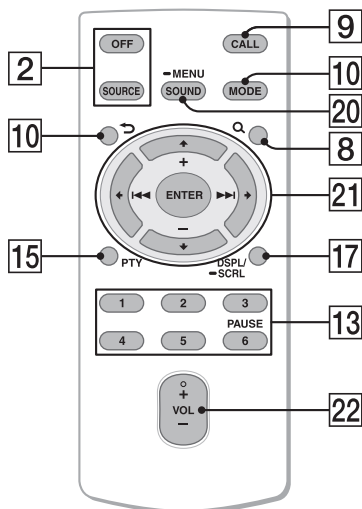 OFF
CALL
9
2
-MENU
SOURCE
SOUND
MODE
10
20
10
8
+
ENTER
21
-
15
PTY
DSPL/
-SCRL
17
1
2
3
PAUSE
13
4
5
6
+
VOL
22
-